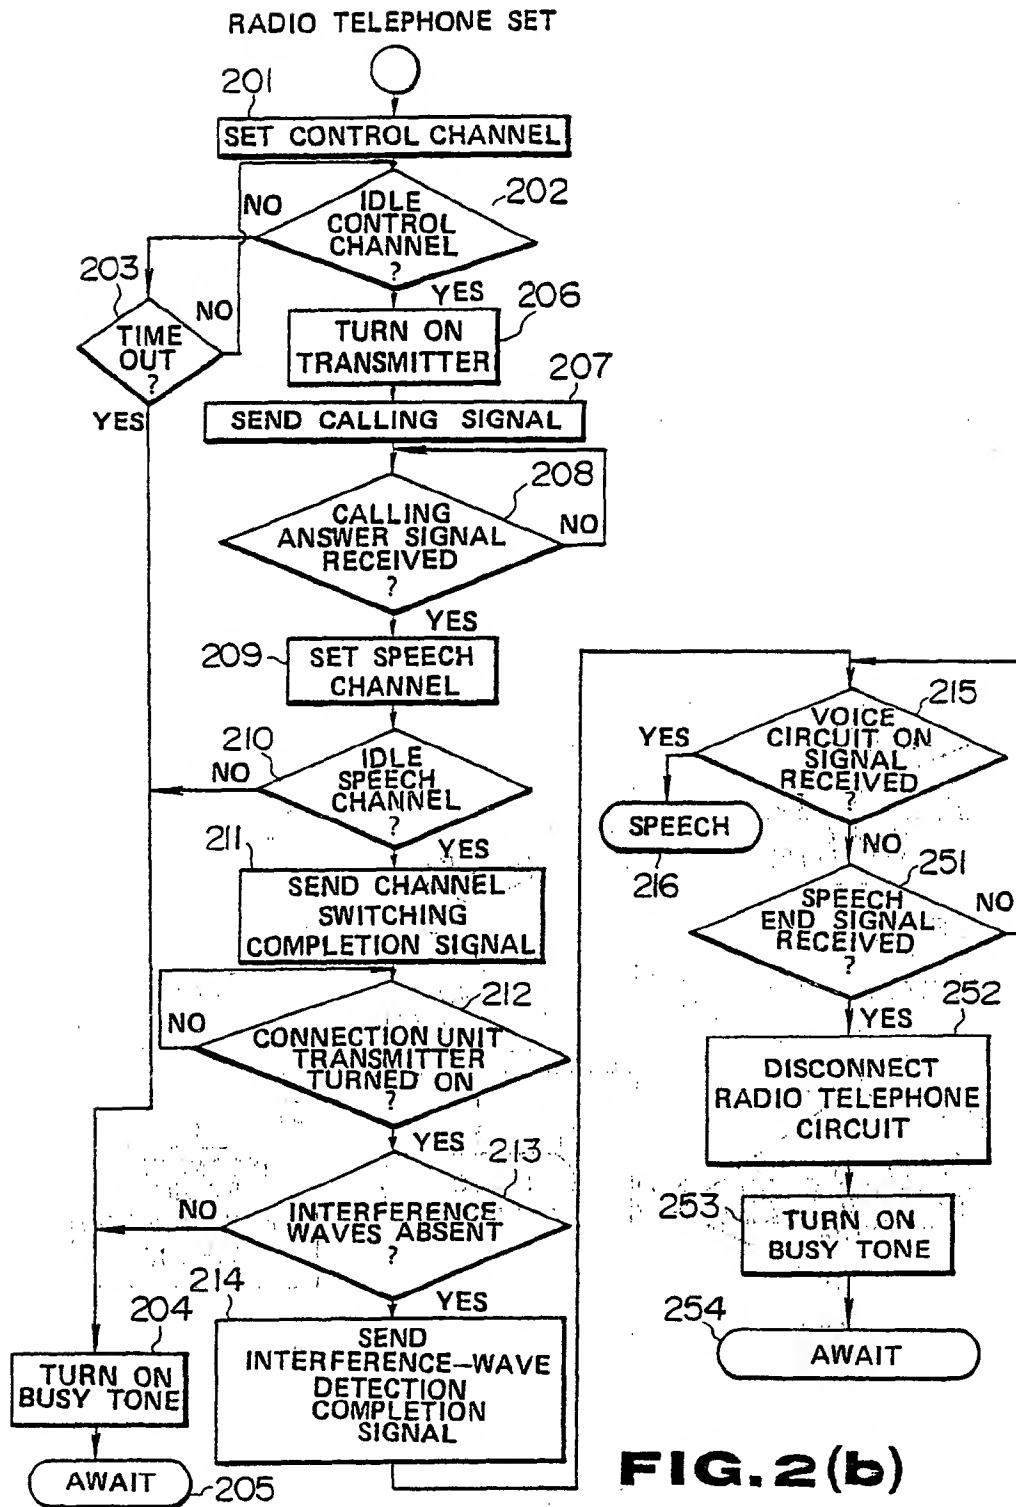 RADIO TELEPHONE SET
201
SET CONTROL CHANNEL
202
NO
IDLE
CONTROL
CHANNEL
?
203
NO
YES
206
TIME
OUT
?
TURN ON
TRANSMITTER
207
YES
SEND CALLING SIGNAL
208
CALLING
ANSWER SIGNAL
RECEIVED
?
NO
YES
209
SET SPEECH
CHANNEL
210
NO
IDLE
SPEECH
CHANNEL
?
211
YES
SEND CHANNEL
SWITCHING
COMPLETION SIGNAL
212
NO
CONNECTION UNIT
TRANSMITTER
TURNED ON
?
YES
213
NO
INTERFERENCE
WAVES ABSENT
?
214
YES
204
SEND
INTERFERENCE-WAVE
DETECTION
COMPLETION
SIGNAL
TURN ON
BUSY TONE
AWAIT
205
215
YES
VOICE
CIRCUIT ON
SIGNAL
RECEIVED
?
SPEECH
216
NO
251
SPEECH
END SIGNAL
RECEIVED
?
NO
YES
252
DISCONNECT
RADIO TELEPHONE
CIRCUIT
253
TURN ON
BUSY TONE
254
AWAIT
FIG. 2(b)